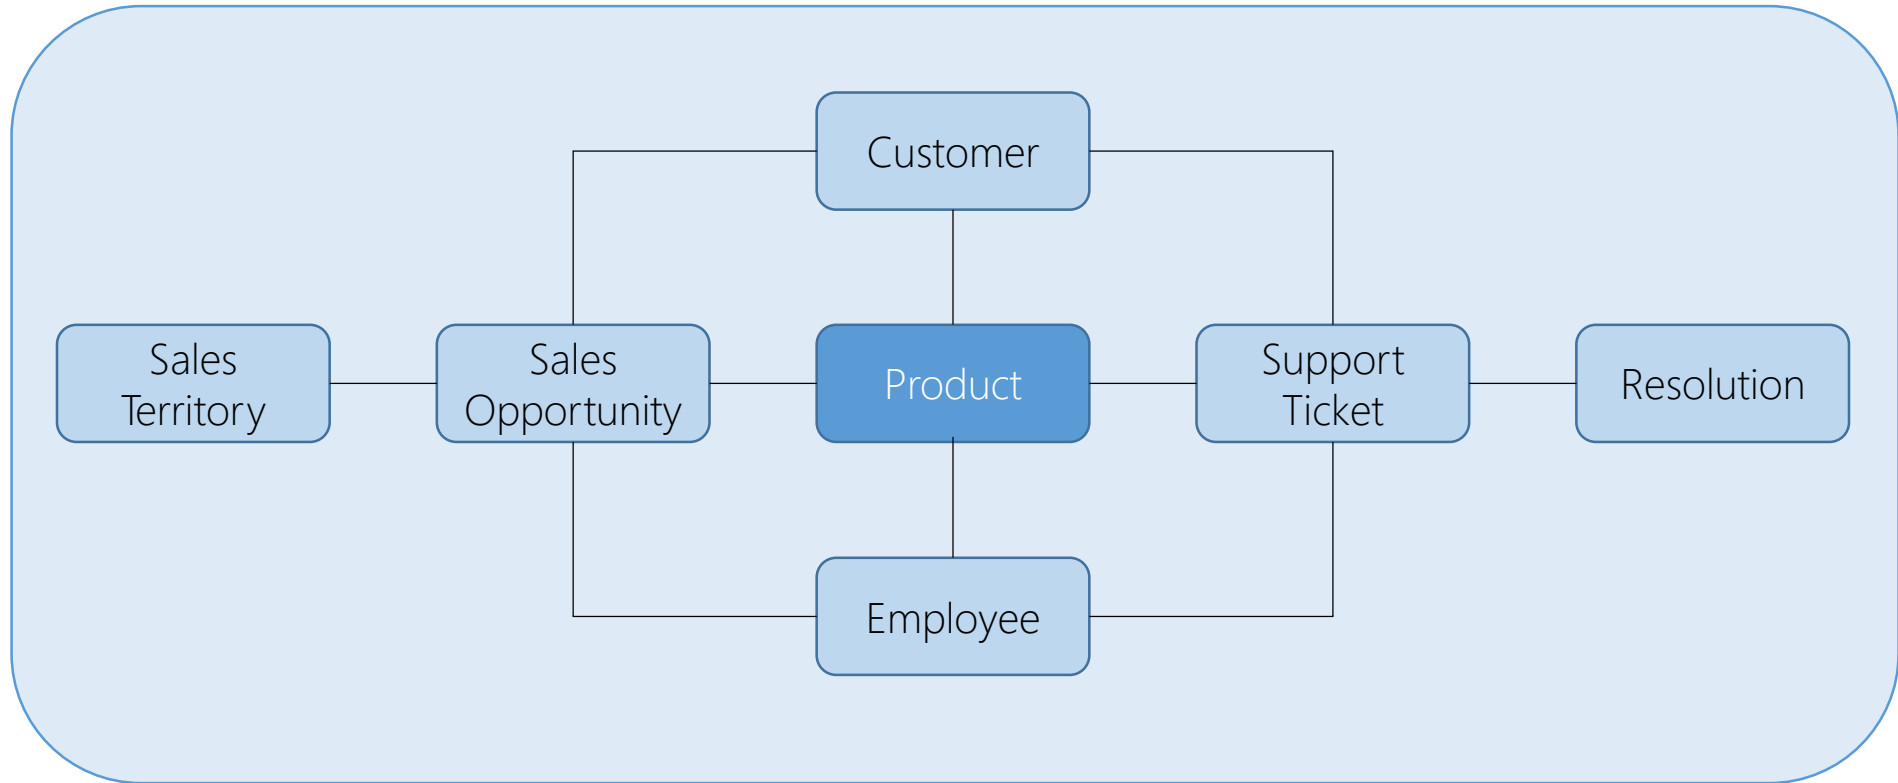 Customer
Sales
Territory
Sales
Opportunity
Product
Support
Ticket
Resolution
Employee